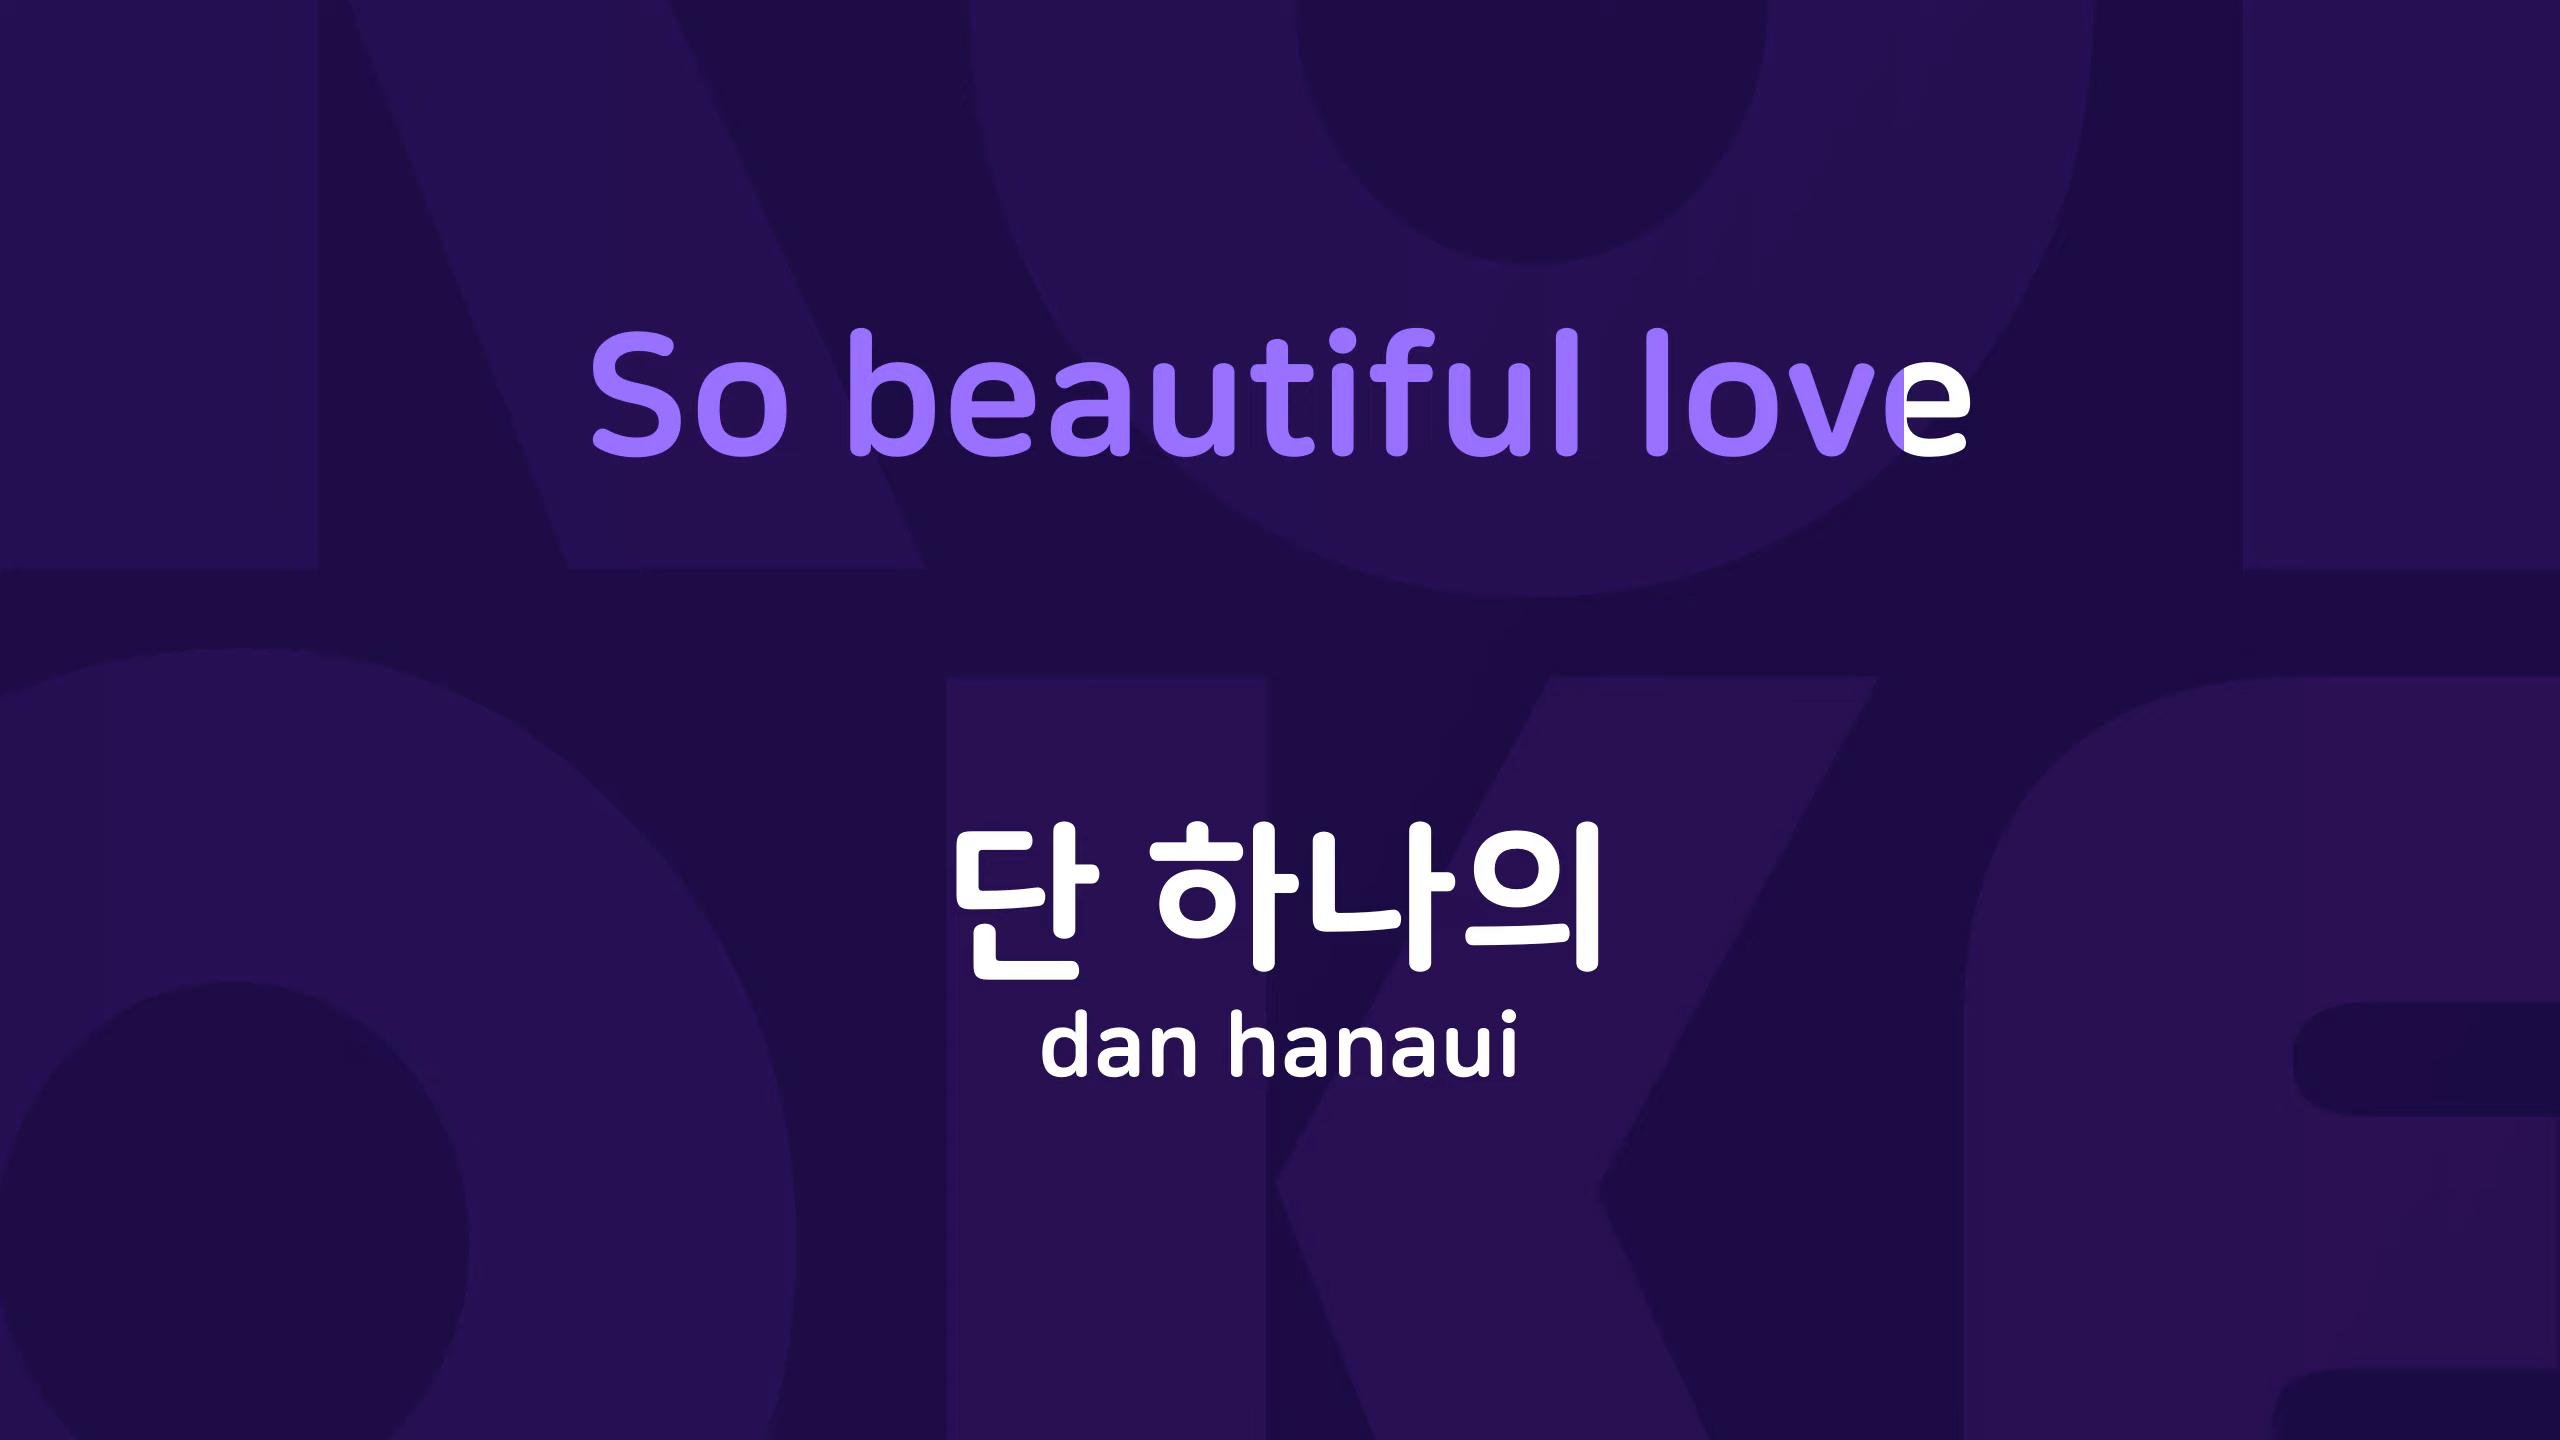 So beautiful love
단 하나의
dan hanaui